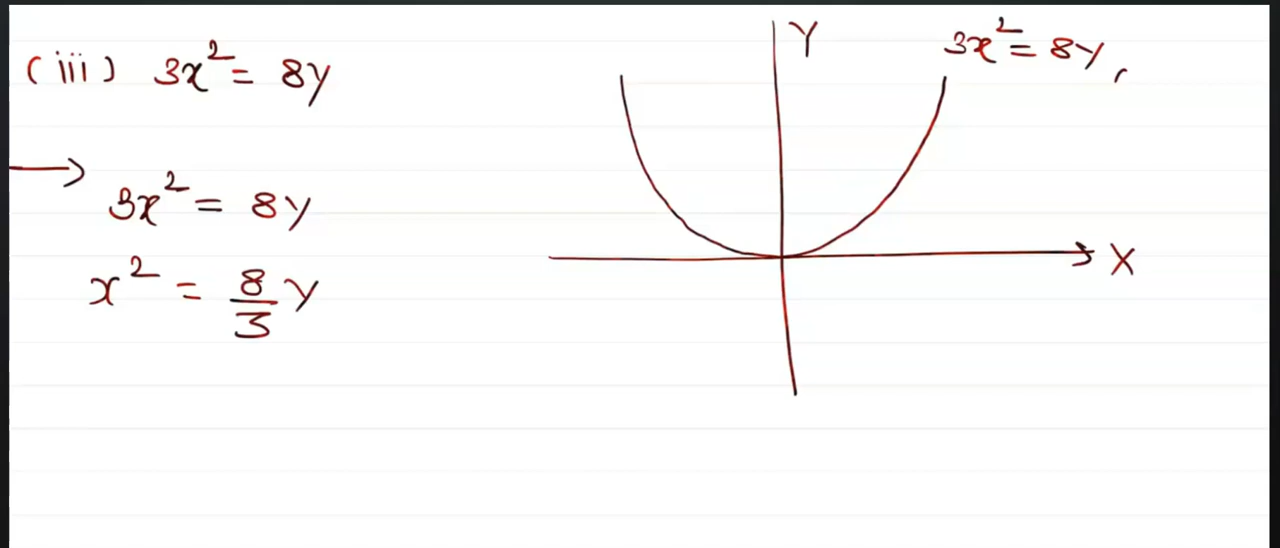 (iii) 3x² = 8y
3x² = 8y
x² = 8/3 y
Y
3x² = 8y,
X